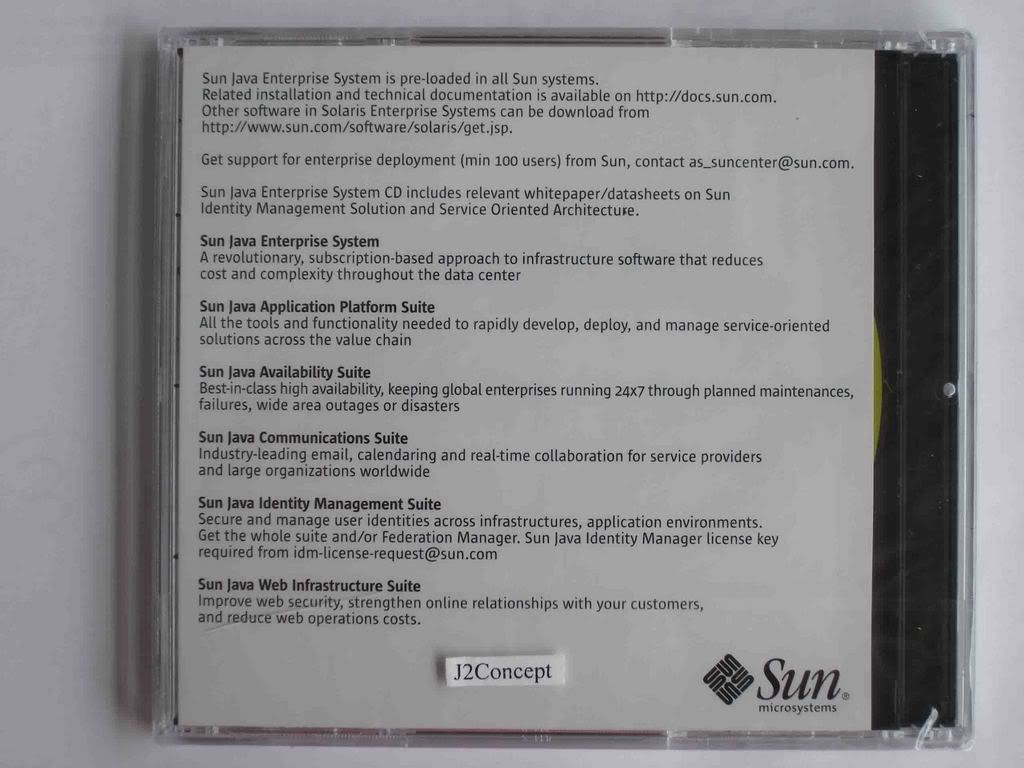 Sun Java Enterprise System is pre-loaded in all Sun systems.
Related installation and technical documentation is available on http://docs.sun.com.
Other software in Solaris Enterprise Systems can be download from
http://www.sun.com/software/solaris/get.jsp.
Get support for enterprise deployment (min 100 users) from Sun, contact as_suncenter@sun.com.
Sun Java Enterprise System CD includes relevant whitepaper/datasheets on Sun
Identity Management Solution and Service Oriented Architecture.
Sun Java Enterprise System
A revolutionary, subscription-based approach to infrastructure software that reduces
cost and complexity throughout the data center
Sun Java Application Platform Suite
All the tools and functionality needed to rapidly develop, deploy, and manage service-oriented
solutions across the value chain
Sun Java Availability Suite
Best-in-class high availability, keeping global enterprises running 24x7 through planned maintenances,
failures, wide area outages or disasters
Sun Java Communications Suite
Industry-leading email, calendaring and real-time collaboration for service providers
and large organizations worldwide
Sun Java Identity Management Suite
Secure and manage user identities across infrastructures, application environments.
Get the whole suite and/or Federation Manager. Sun Java Identity Manager license key
required from idm-license-request@sun.com
Sun Java Web Infrastructure Suite
Improve web security, strengthen online relationships with your customers,
and reduce web operations costs.
J2Concept
Sun®
microsystems